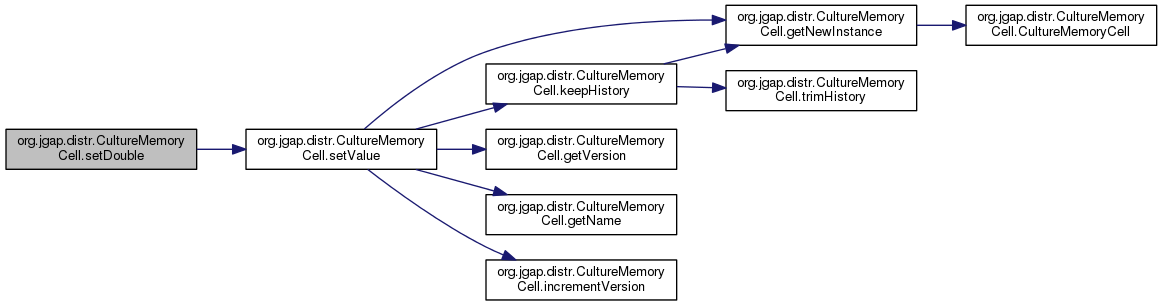 org.jgap.distr.CultureMemory
Cell.setDouble
org.jgap.distr.CultureMemory
Cell.setValue
org.jgap.distr.CultureMemory
Cell.getNewInstance
org.jgap.distr.CultureMemory
Cell.CultureMemoryCell
org.jgap.distr.CultureMemory
Cell.keepHistory
org.jgap.distr.CultureMemory
Cell.trimHistory
org.jgap.distr.CultureMemory
Cell.getVersion
org.jgap.distr.CultureMemory
Cell.getName
org.jgap.distr.CultureMemory
Cell.incrementVersion